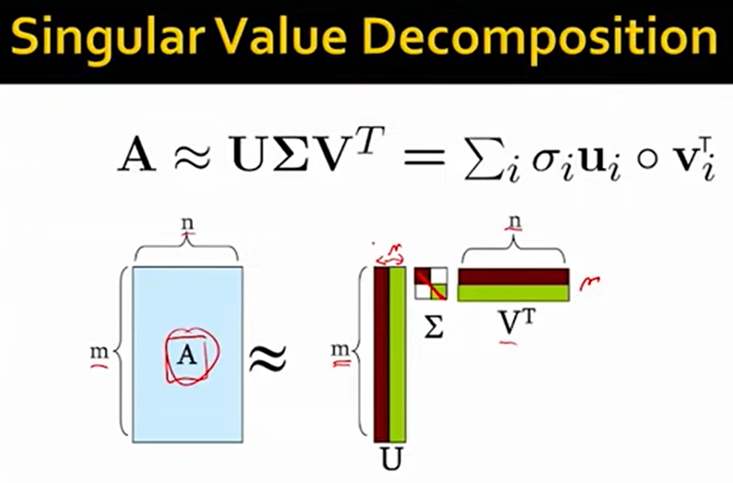 Singular Value Decomposition
A ≈ UΣV^T = ∑_i σ_i u_i ∘ v_i^T
n
n
r
m
A
≈
m
r
Σ
V^T
U